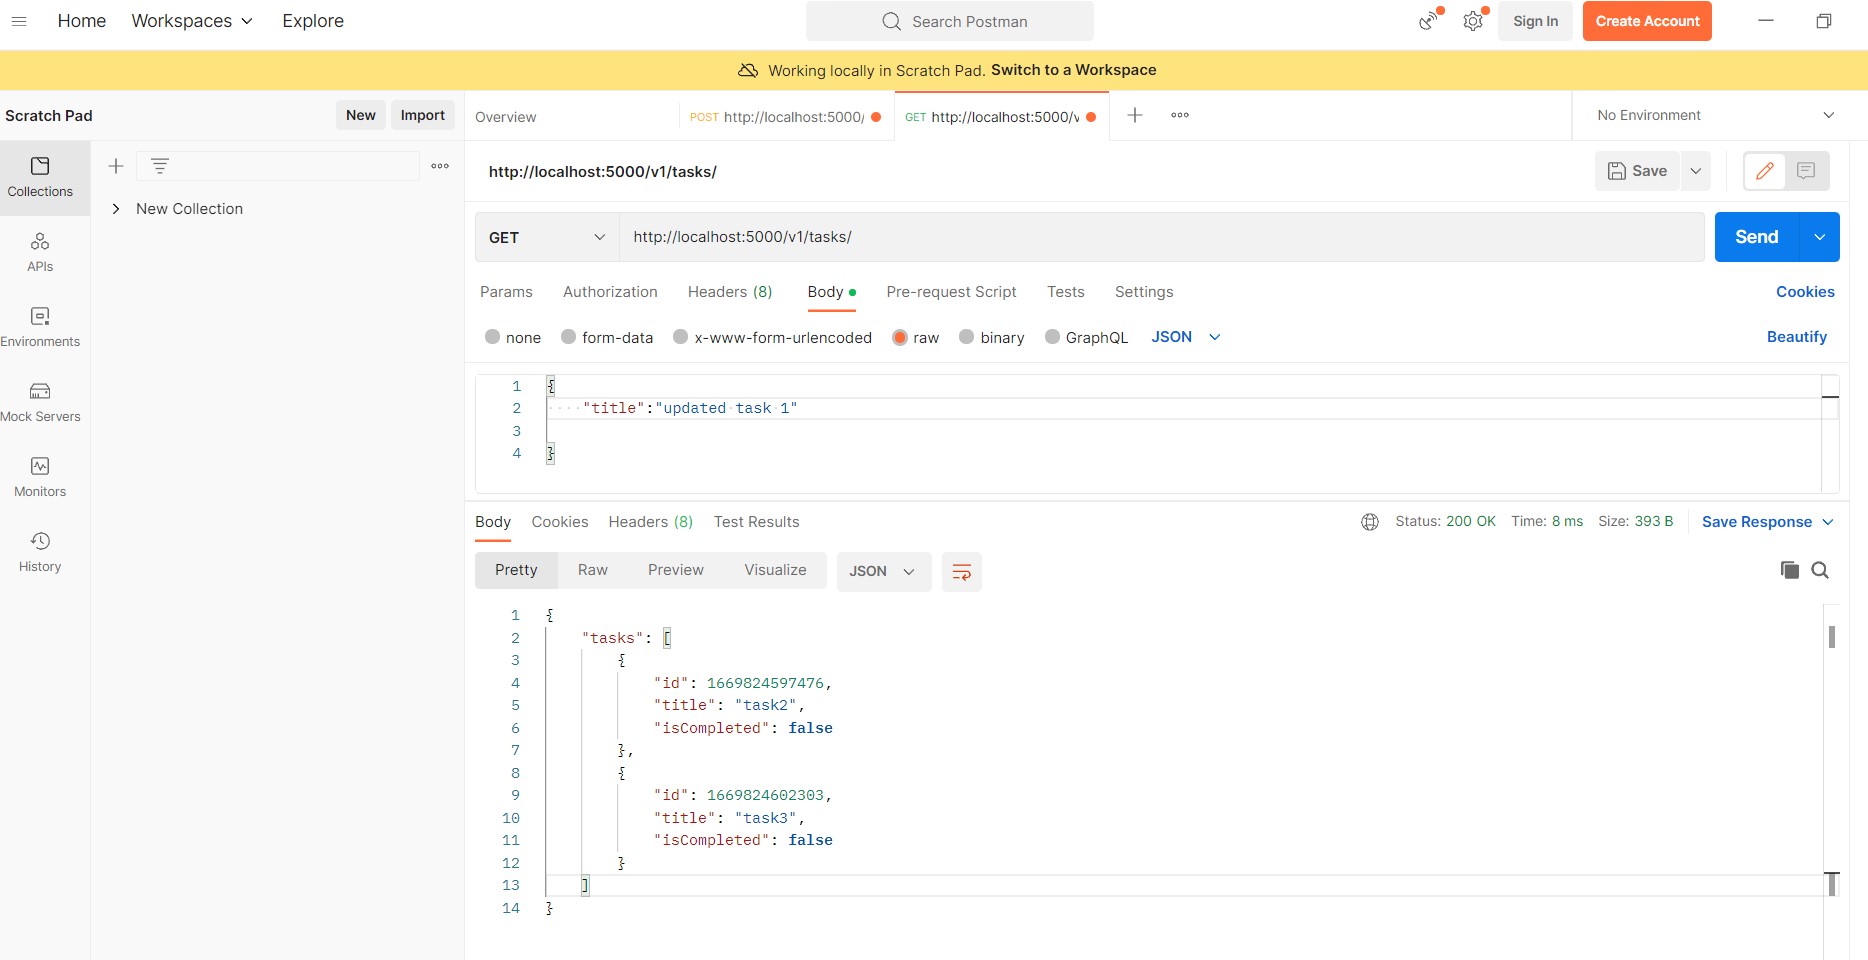 Home Workspaces Explore Search Postman Sign In Create Account
Working locally in Scratch Pad. Switch to a Workspace
Scratch Pad New Import Overview POST http://localhost:5000/ GET http://localhost:5000/v No Environment
Collections
APIs
Environments
Mock Servers
Monitors
History
New Collection
http://localhost:5000/v1/tasks/ Save
GET http://localhost:5000/v1/tasks/ Send
Params Authorization Headers (8) Body Pre-request Script Tests Settings Cookies
none form-data x-www-form-urlencoded raw binary GraphQL JSON Beautify
1 {
2 "title":"updated task 1"
3
4 }
Body Cookies Headers (8) Test Results Status: 200 OK Time: 8 ms Size: 393 B Save Response
Pretty Raw Preview Visualize JSON
1 {
2 "tasks": [
3 {
4 "id": 1669824597476,
5 "title": "task2",
6 "isCompleted": false
7 },
8 {
9 "id": 1669824602303,
10 "title": "task3",
11 "isCompleted": false
12 }
13 ]
14 }